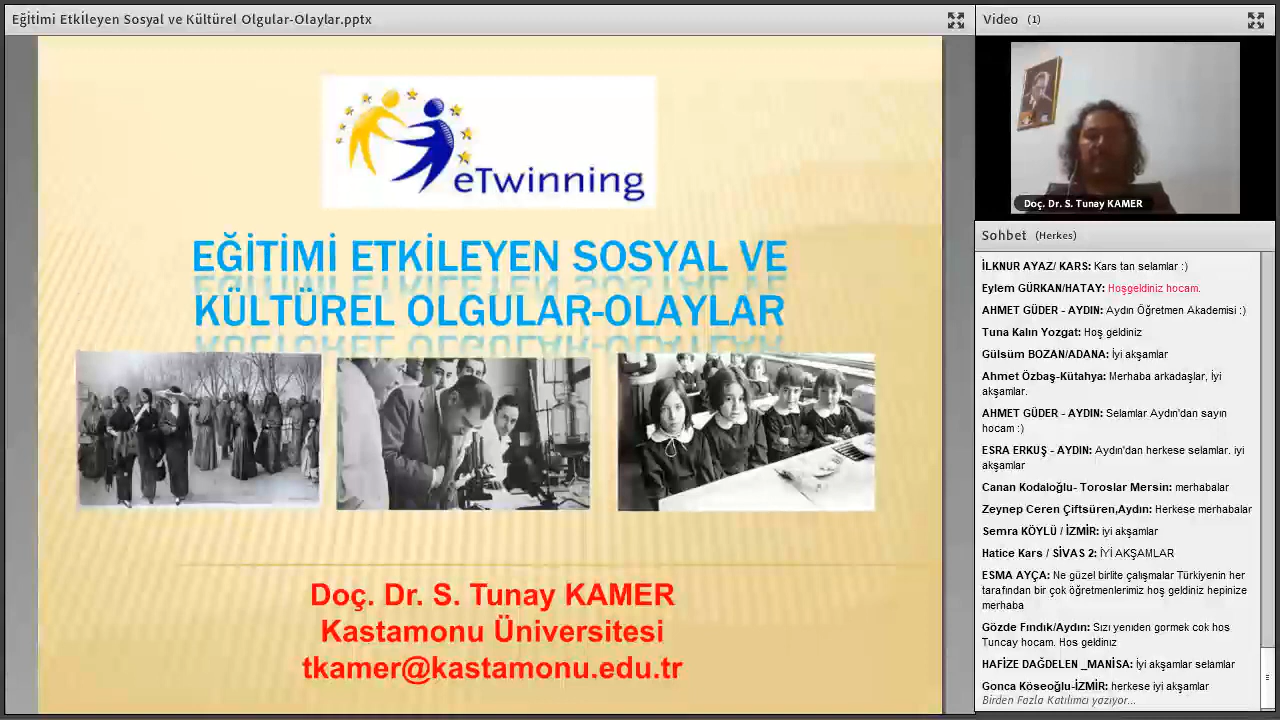 Eğitimi Etkileyen Sosyal ve Kültürel Olgular-Olaylar.pptx
eTwinning
EĞİTİMİ ETKİLEYEN SOSYAL VE
KÜLTÜREL OLGULAR-OLAYLAR
Doç. Dr. S. Tunay KAMER
Kastamonu Üniversitesi
tkamer@kastamonu.edu.tr
Video (1)
Doç. Dr. S. Tunay KAMER
Sohbet (Herkes)
İLKNUR AYAZ/ KARS: Kars tan selamlar :)
Eylem GÜRKAN/HATAY: Hoşgeldiniz hocam.
AHMET GÜDER - AYDIN: Aydın Öğretmen Akademisi :)
Tuna Kalın Yozgat: Hoş geldiniz
Gülsüm BOZAN/ADANA: İyi akşamlar
Ahmet Özbaş-Kütahya: Merhaba arkadaşlar, İyi
akşamlar.
AHMET GÜDER - AYDIN: Selamlar Aydın'dan sayın
hocam :)
ESRA ERKUŞ - AYDIN: Aydın'dan herkese selamlar. iyi
akşamlar
Canan Kodaloğlu- Toroslar Mersin: merhabalar
Zeynep Ceren Çiftsüren,Aydın: Herkese merhabalar
Semra KÖYLÜ / İZMİR: iyi akşamlar
Hatice Kars / SİVAS 2: İYİ AKŞAMLAR
ESMA AYÇA: Ne güzel birlite çalışmalar Türkiyenin her
tarafından bir çok öğretmenlerimiz hoş geldiniz hepinize
merhaba
Gözde Fındık/Aydın: Sızı yenıden gormek cok hos
Tuncay hocam. Hos geldiniz
HAFİZE DAĞDELEN _MANİSA: İyi akşamlar selamlar
Gonca Köseoğlu-İZMİR: herkese iyi akşamlar
Birden Fazla Katılımcı yazıyor...